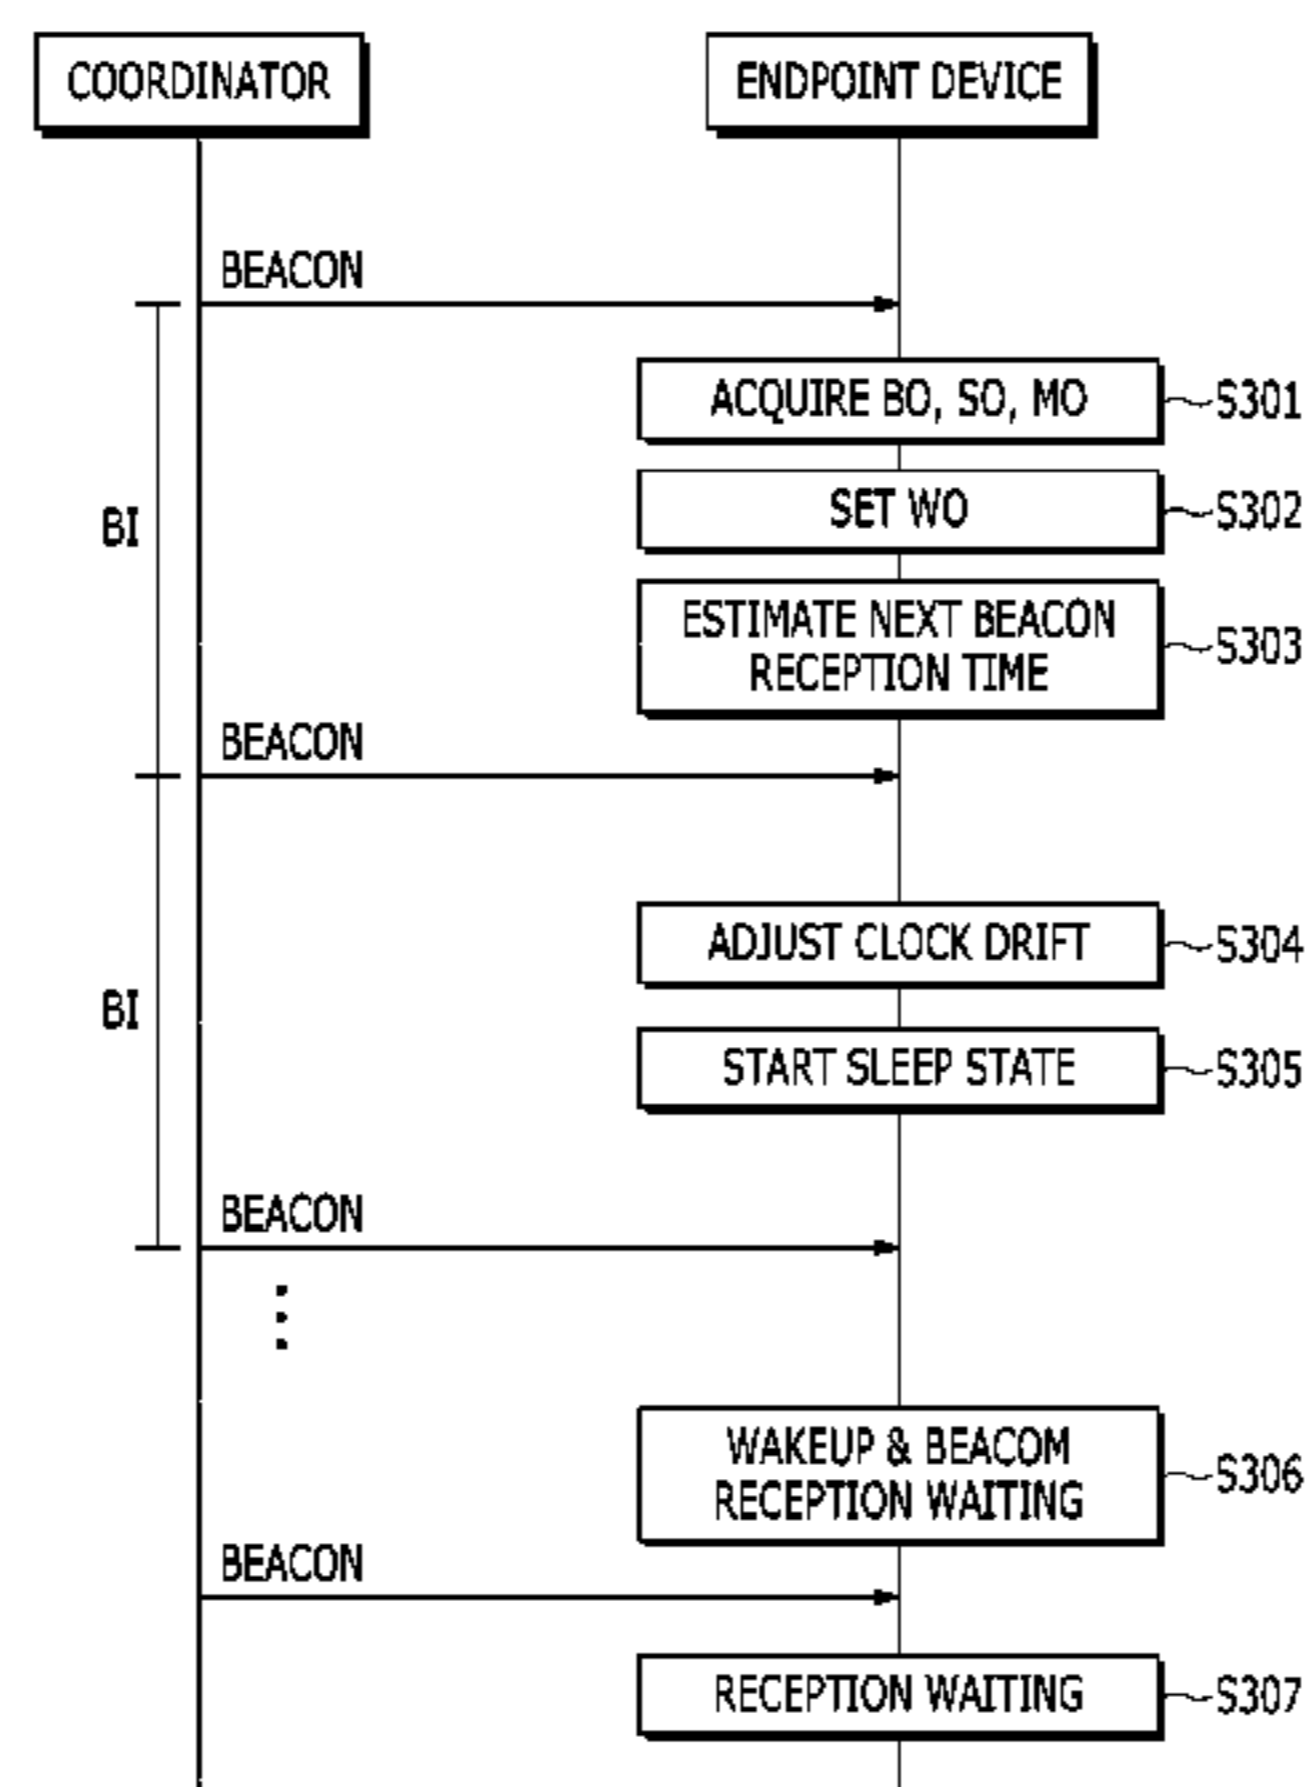 COORDINATOR
ENDPOINT DEVICE
BEACON
ACQUIRE BO, SO, MO
S301
BI
SET WO
S302
ESTIMATE NEXT BEACON
RECEPTION TIME
S303
BEACON
ADJUST CLOCK DRIFT
S304
BI
START SLEEP STATE
S305
BEACON
WAKEUP & BEACOM
RECEPTION WAITING
S306
BEACON
RECEPTION WAITING
S307